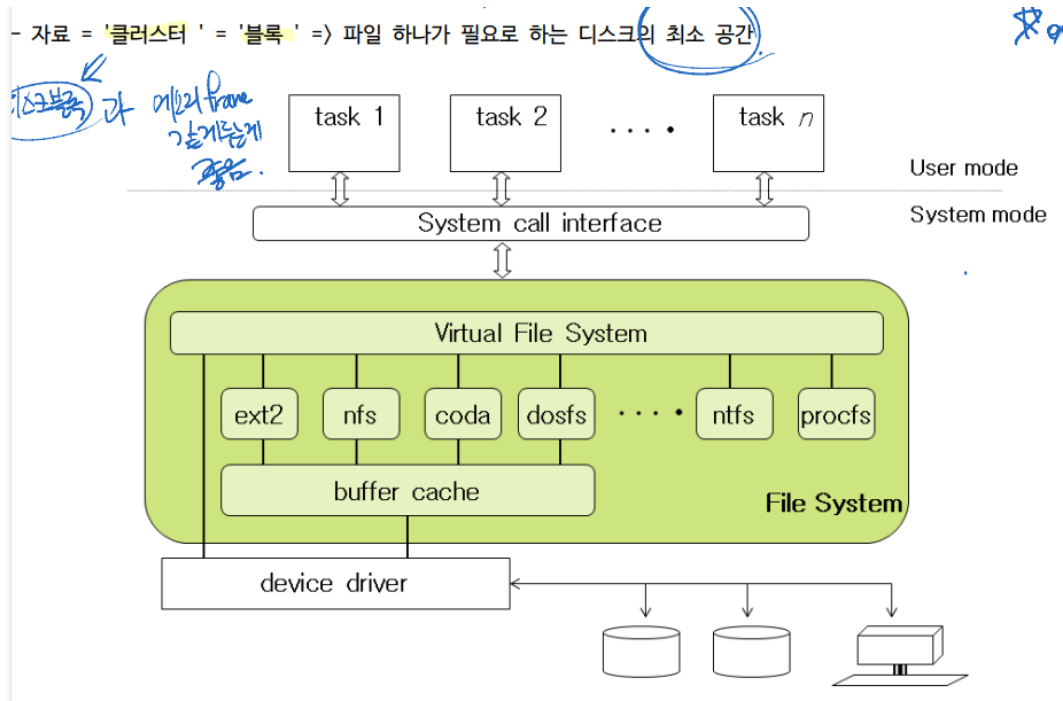 - 자료 = '클러스터 ' = '블록 ' => 파일 하나가 필요로 하는 디스크의 최소 공간
디스크블록과 메모리 frame
같게두는게
좋음.
task 1 task 2 · · · · task n
User mode
System mode
System call interface
Virtual File System
ext2 nfs coda dosfs · · · · ntfs procfs
buffer cache
File System
device driver